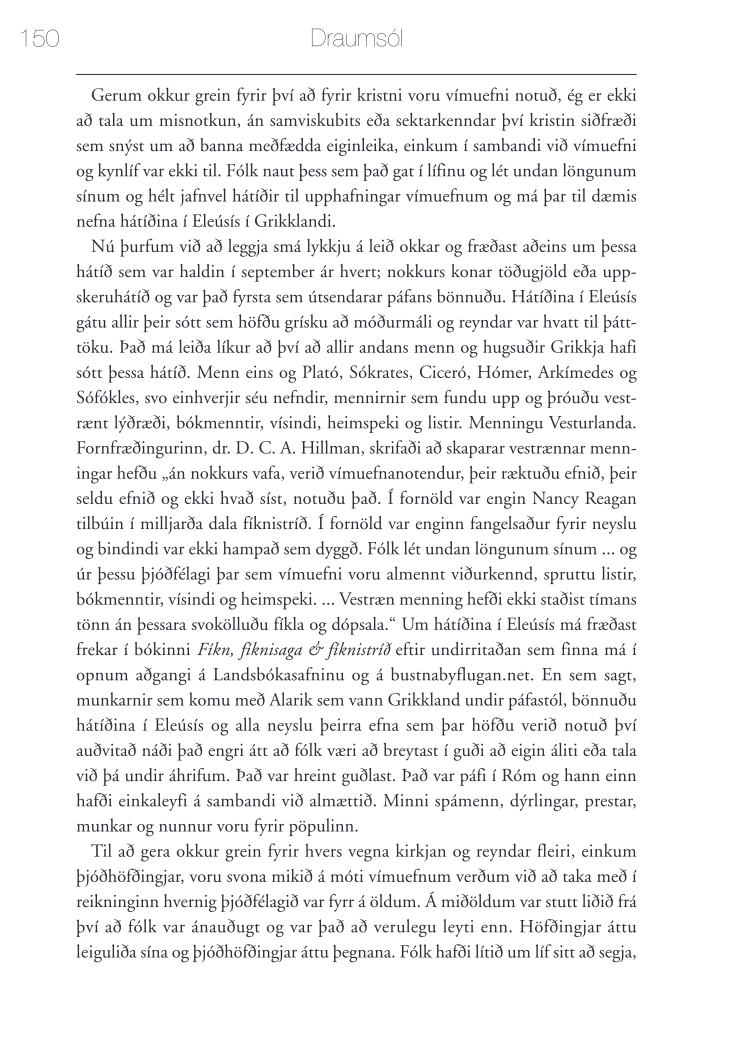 150
Draumsól
Gerum okkur grein fyrir því að fyrir kristni voru vímuefni notuð, ég er ekki
að tala um misnotkun, án samviskubits eða sektarkenndar því kristin siðfræði
sem snýst um að banna meðfædda eiginleika, einkum í sambandi við vímuefni
og kynlíf var ekki til. Fólk naut þess sem það gat í lífinu og lét undan löngunum
sínum og hélt jafnvel hátíðir til upphafningar vímuefnum og má þar til dæmis
nefna hátíðina í Eleúsís í Grikklandi.
Nú þurfum við að leggja smá lykkju á leið okkar og fræðast aðeins um þessa
hátíð sem var haldin í september ár hvert; nokkurs konar töðugjöld eða upp-
skeruhátíð og var það fyrsta sem útsendarar páfans bönnuðu. Hátíðina í Eleúsís
gátu allir þeir sótt sem höfðu grísku að móðurmáli og reyndar var hvatt til þátt-
töku. Það má leiða líkur að því að allir andans menn og hugsuðir Grikkja hafi
sótt þessa hátíð. Menn eins og Plató, Sókrates, Ciceró, Hómer, Arkímedes og
Sófókles, svo einhverjir séu nefndir, mennirnir sem fundu upp og þróuðu vest-
rænt lýðræði, bókmenntir, vísindi, heimspeki og listir. Menningu Vesturlanda.
Fornfræðingurinn, dr. D. C. A. Hillman, skrifaði að skaparar vestrænnar menn-
ingar hefðu „án nokkurs vafa, verið vímuefnanotendur, þeir ræktuðu efnið, þeir
seldu efnið og ekki hvað síst, notuðu það. Í fornöld var engin Nancy Reagan
tilbúin í milljarða dala fíknistríð. Í fornöld var enginn fangelsaður fyrir neyslu
og bindindi var ekki hampað sem dyggð. Fólk lét undan löngunum sínum ... og
úr þessu þjóðfélagi þar sem vímuefni voru almennt viðurkennd, spruttu listir,
bókmenntir, vísindi og heimspeki. ... Vestræn menning hefði ekki staðist tímans
tönn án þessara svokölluðu fíkla og dópsala.“ Um hátíðina í Eleúsís má fræðast
frekar í bókinni Fíkn, fíknisaga & fíknistríð eftir undirritaðan sem finna má í
opnum aðgangi á Landsbókasafninu og á bustnabyflugan.net. En sem sagt,
munkarnir sem komu með Alarik sem vann Grikkland undir páfastól, bönnuðu
hátíðina í Eleúsís og alla neyslu þeirra efna sem þar höfðu verið notuð því
auðvitað náði það engri átt að fólk væri að breytast í guði að eigin áliti eða tala
við þá undir áhrifum. Það var hreint guðlast. Það var páfi í Róm og hann einn
hafði einkaleyfi á sambandi við almættið. Minni spámenn, dýrlingar, prestar,
munkar og nunnur voru fyrir pöpulinn.
Til að gera okkur grein fyrir hvers vegna kirkjan og reyndar fleiri, einkum
þjóðhöfðingjar, voru svona mikið á móti vímuefnum verðum við að taka með í
reikninginn hvernig þjóðfélagið var fyrr á öldum. Á miðöldum var stutt liðið frá
því að fólk var ánauðugt og var það að verulegu leyti enn. Höfðingjar áttu
leiguliða sína og þjóðhöfðingjar áttu þegnana. Fólk hafði lítið um líf sitt að segja,